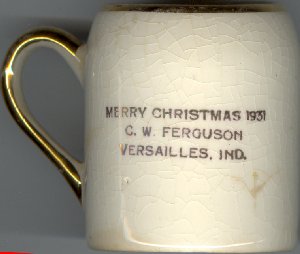 MERRY CHRISTMAS 1931
C. W. FERGUSON
VERSAILLES, IND.